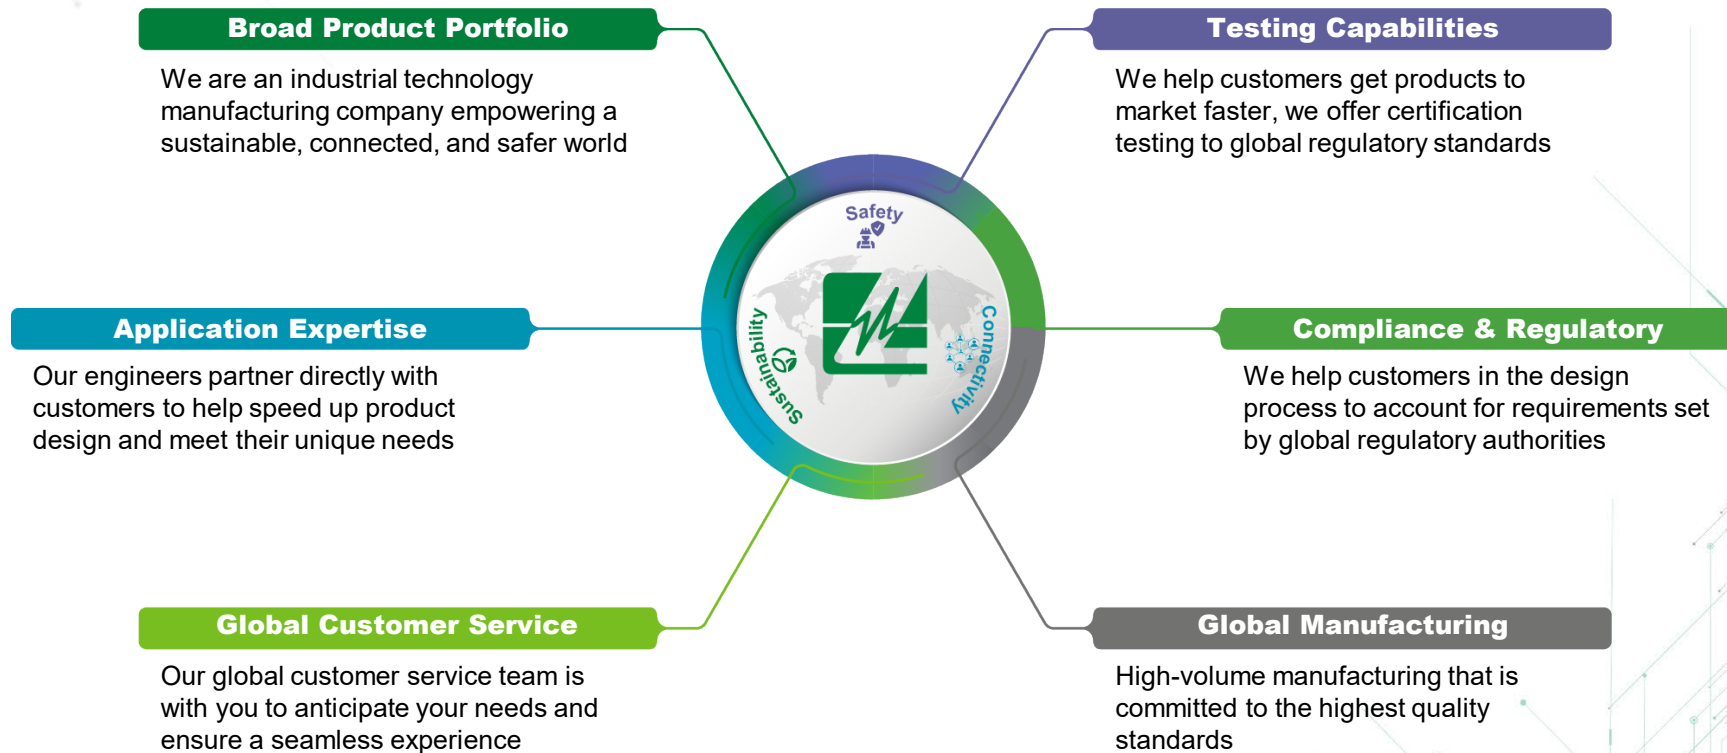 Broad Product Portfolio
We are an industrial technology
manufacturing company empowering a
sustainable, connected, and safer world
Testing Capabilities
We help customers get products to
market faster, we offer certification
testing to global regulatory standards
Safety
Sustainability
Connectivity
Application Expertise
Our engineers partner directly with
customers to help speed up product
design and meet their unique needs
Compliance & Regulatory
We help customers in the design
process to account for requirements set
by global regulatory authorities
Global Customer Service
Our global customer service team is
with you to anticipate your needs and
ensure a seamless experience
Global Manufacturing
High-volume manufacturing that is
committed to the highest quality
standards